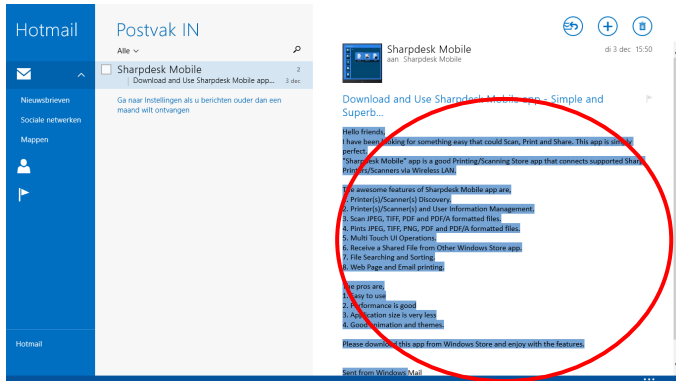 Hotmail
Nieuwsbrieven
Sociale netwerken
Mappen
Hotmail
Postvak IN
Alle
Sharpdesk Mobile 2
Download and Use Sharpdesk Mobile app... 3 dec
Ga naar Instellingen als u berichten ouder dan een
maand wilt ontvangen
Sharpdesk Mobile di 3 dec 15:50
aan Sharpdesk Mobile
Download and Use Sharpdesk Mobile app - Simple and
Superb...
Hello friends,
I have been looking for something easy that could Scan, Print and Share. This app is simply
perfect.
"Sharpdesk Mobile" app is a good Printing/Scanning Store app that connects supported Sharp
Printers/Scanners via Wireless LAN.
The awesome features of Sharpdesk Mobile app are,
1. Printer(s)/Scanner(s) Discovery.
2. Printer(s)/Scanner(s) and User Information Management.
3. Scan JPEG, TIFF, PDF and PDF/A formatted files.
4. Pints JPEG, TIFF, PNG, PDF and PDF/A formatted files.
5. Multi Touch UI Operations.
6. Receive a Shared File from Other Windows Store app.
7. File Searching and Sorting.
8. Web Page and Email printing.
The pros are,
1. Easy to use
2. Performance is good
3. Application size is very less
4. Good animation and themes.
Please download this app from Windows Store and enjoy with the features.
Sent from Windows Mail